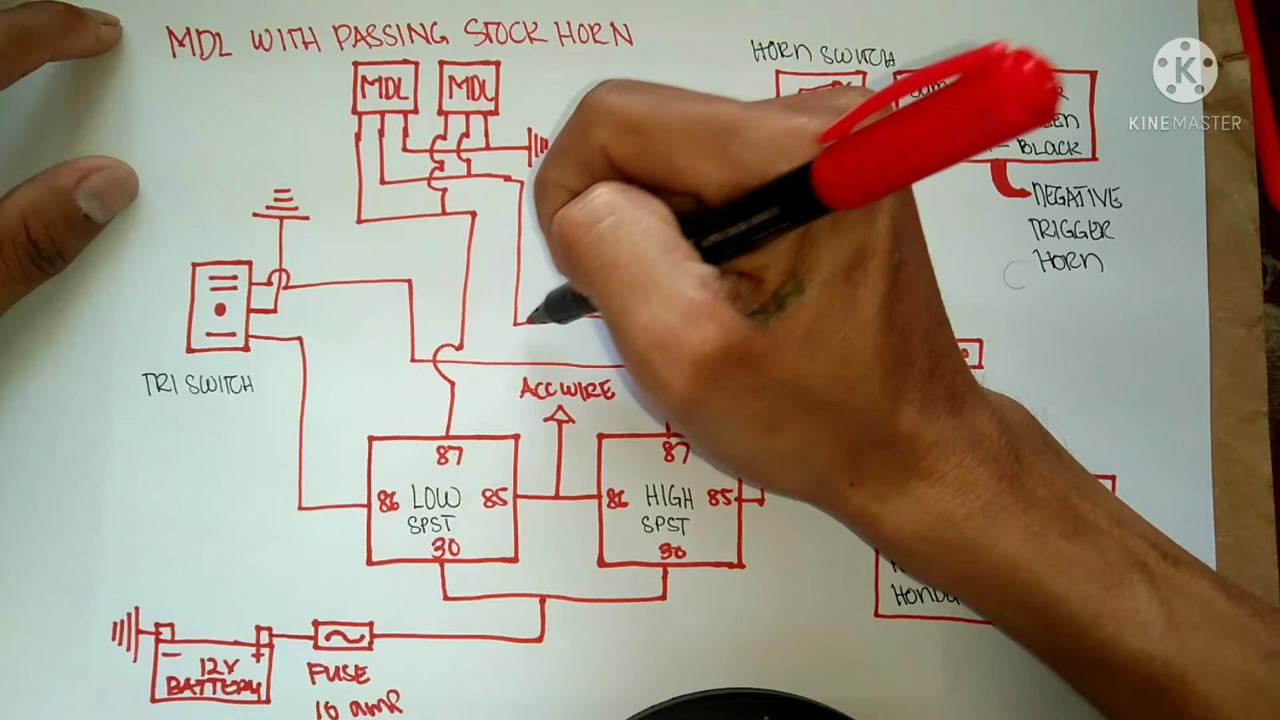 MDL WITH PASSING STOCK HORN
MDL
MDL
HORN SWITCH
BLACK
NEGATIVE
TRIGGER
HORN
TRI SWITCH
ACC WIRE
87
86 LOW 85
SPST
30
87
86 HIGH 85
SPST
30
12V
BATTERY
FUSE
10 amp
K
KINEMASTER